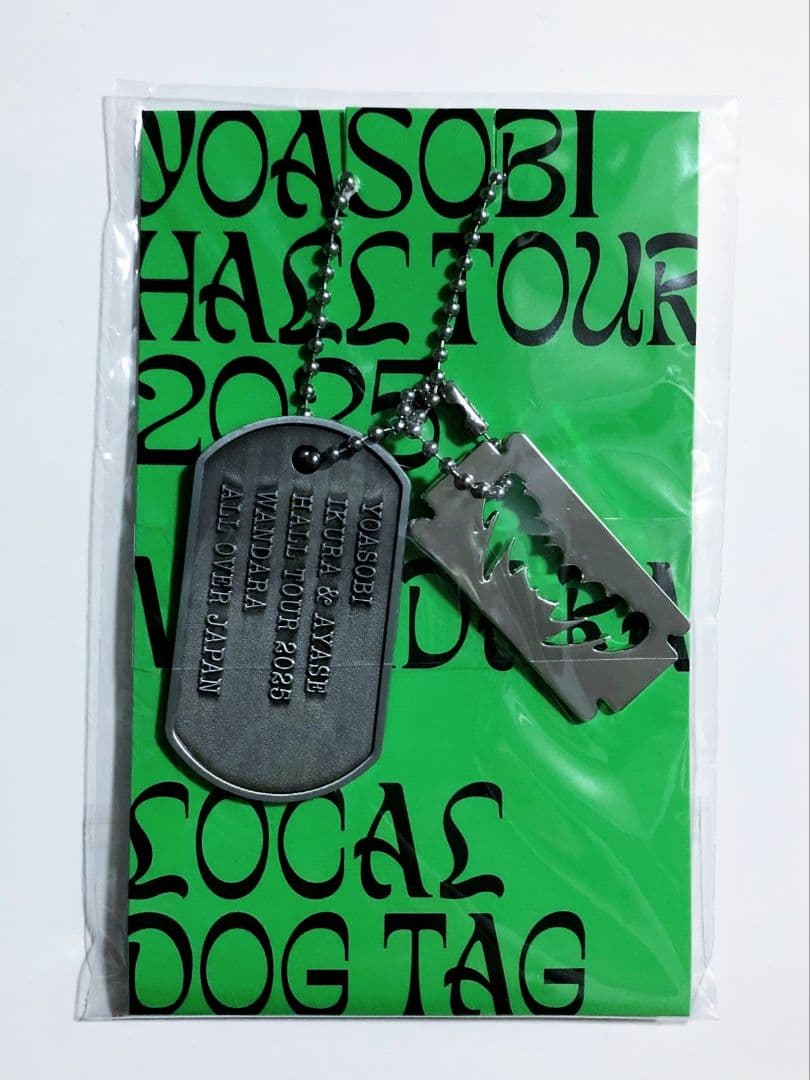 YOASOBI
HALL TOUR
2025
LOCAL
DOG TAG
YOASOBI
IKURA & AYASE
HALL TOUR 2025
WANDARA
ALL OVER JAPAN